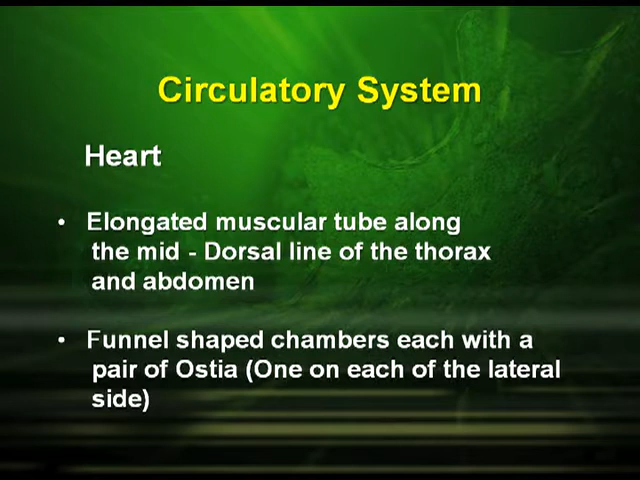 Circulatory System
Heart
• Elongated muscular tube along
the mid - Dorsal line of the thorax
and abdomen
• Funnel shaped chambers each with a
pair of Ostia (One on each of the lateral
side)